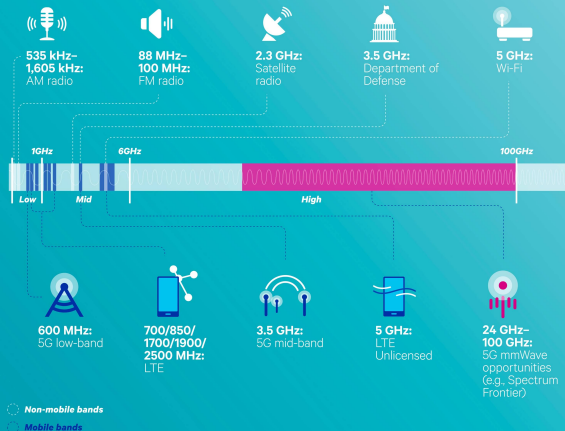 535 kHz–
1,605 kHz:
AM radio
88 MHz–
100 MHz:
FM radio
2.3 GHz:
Satellite
radio
3.5 GHz:
Department of
Defense
5 GHz:
Wi-Fi
1GHz
6GHz
100GHz
Low
Mid
High
600 MHz:
5G low-band
700/850/
1700/1900/
2500 MHz:
LTE
3.5 GHz:
5G mid-band
5 GHz:
LTE
Unlicensed
24 GHz–
100 GHz:
5G mmWave
opportunities
(e.g., Spectrum
Frontier)
Non-mobile bands
Mobile bands